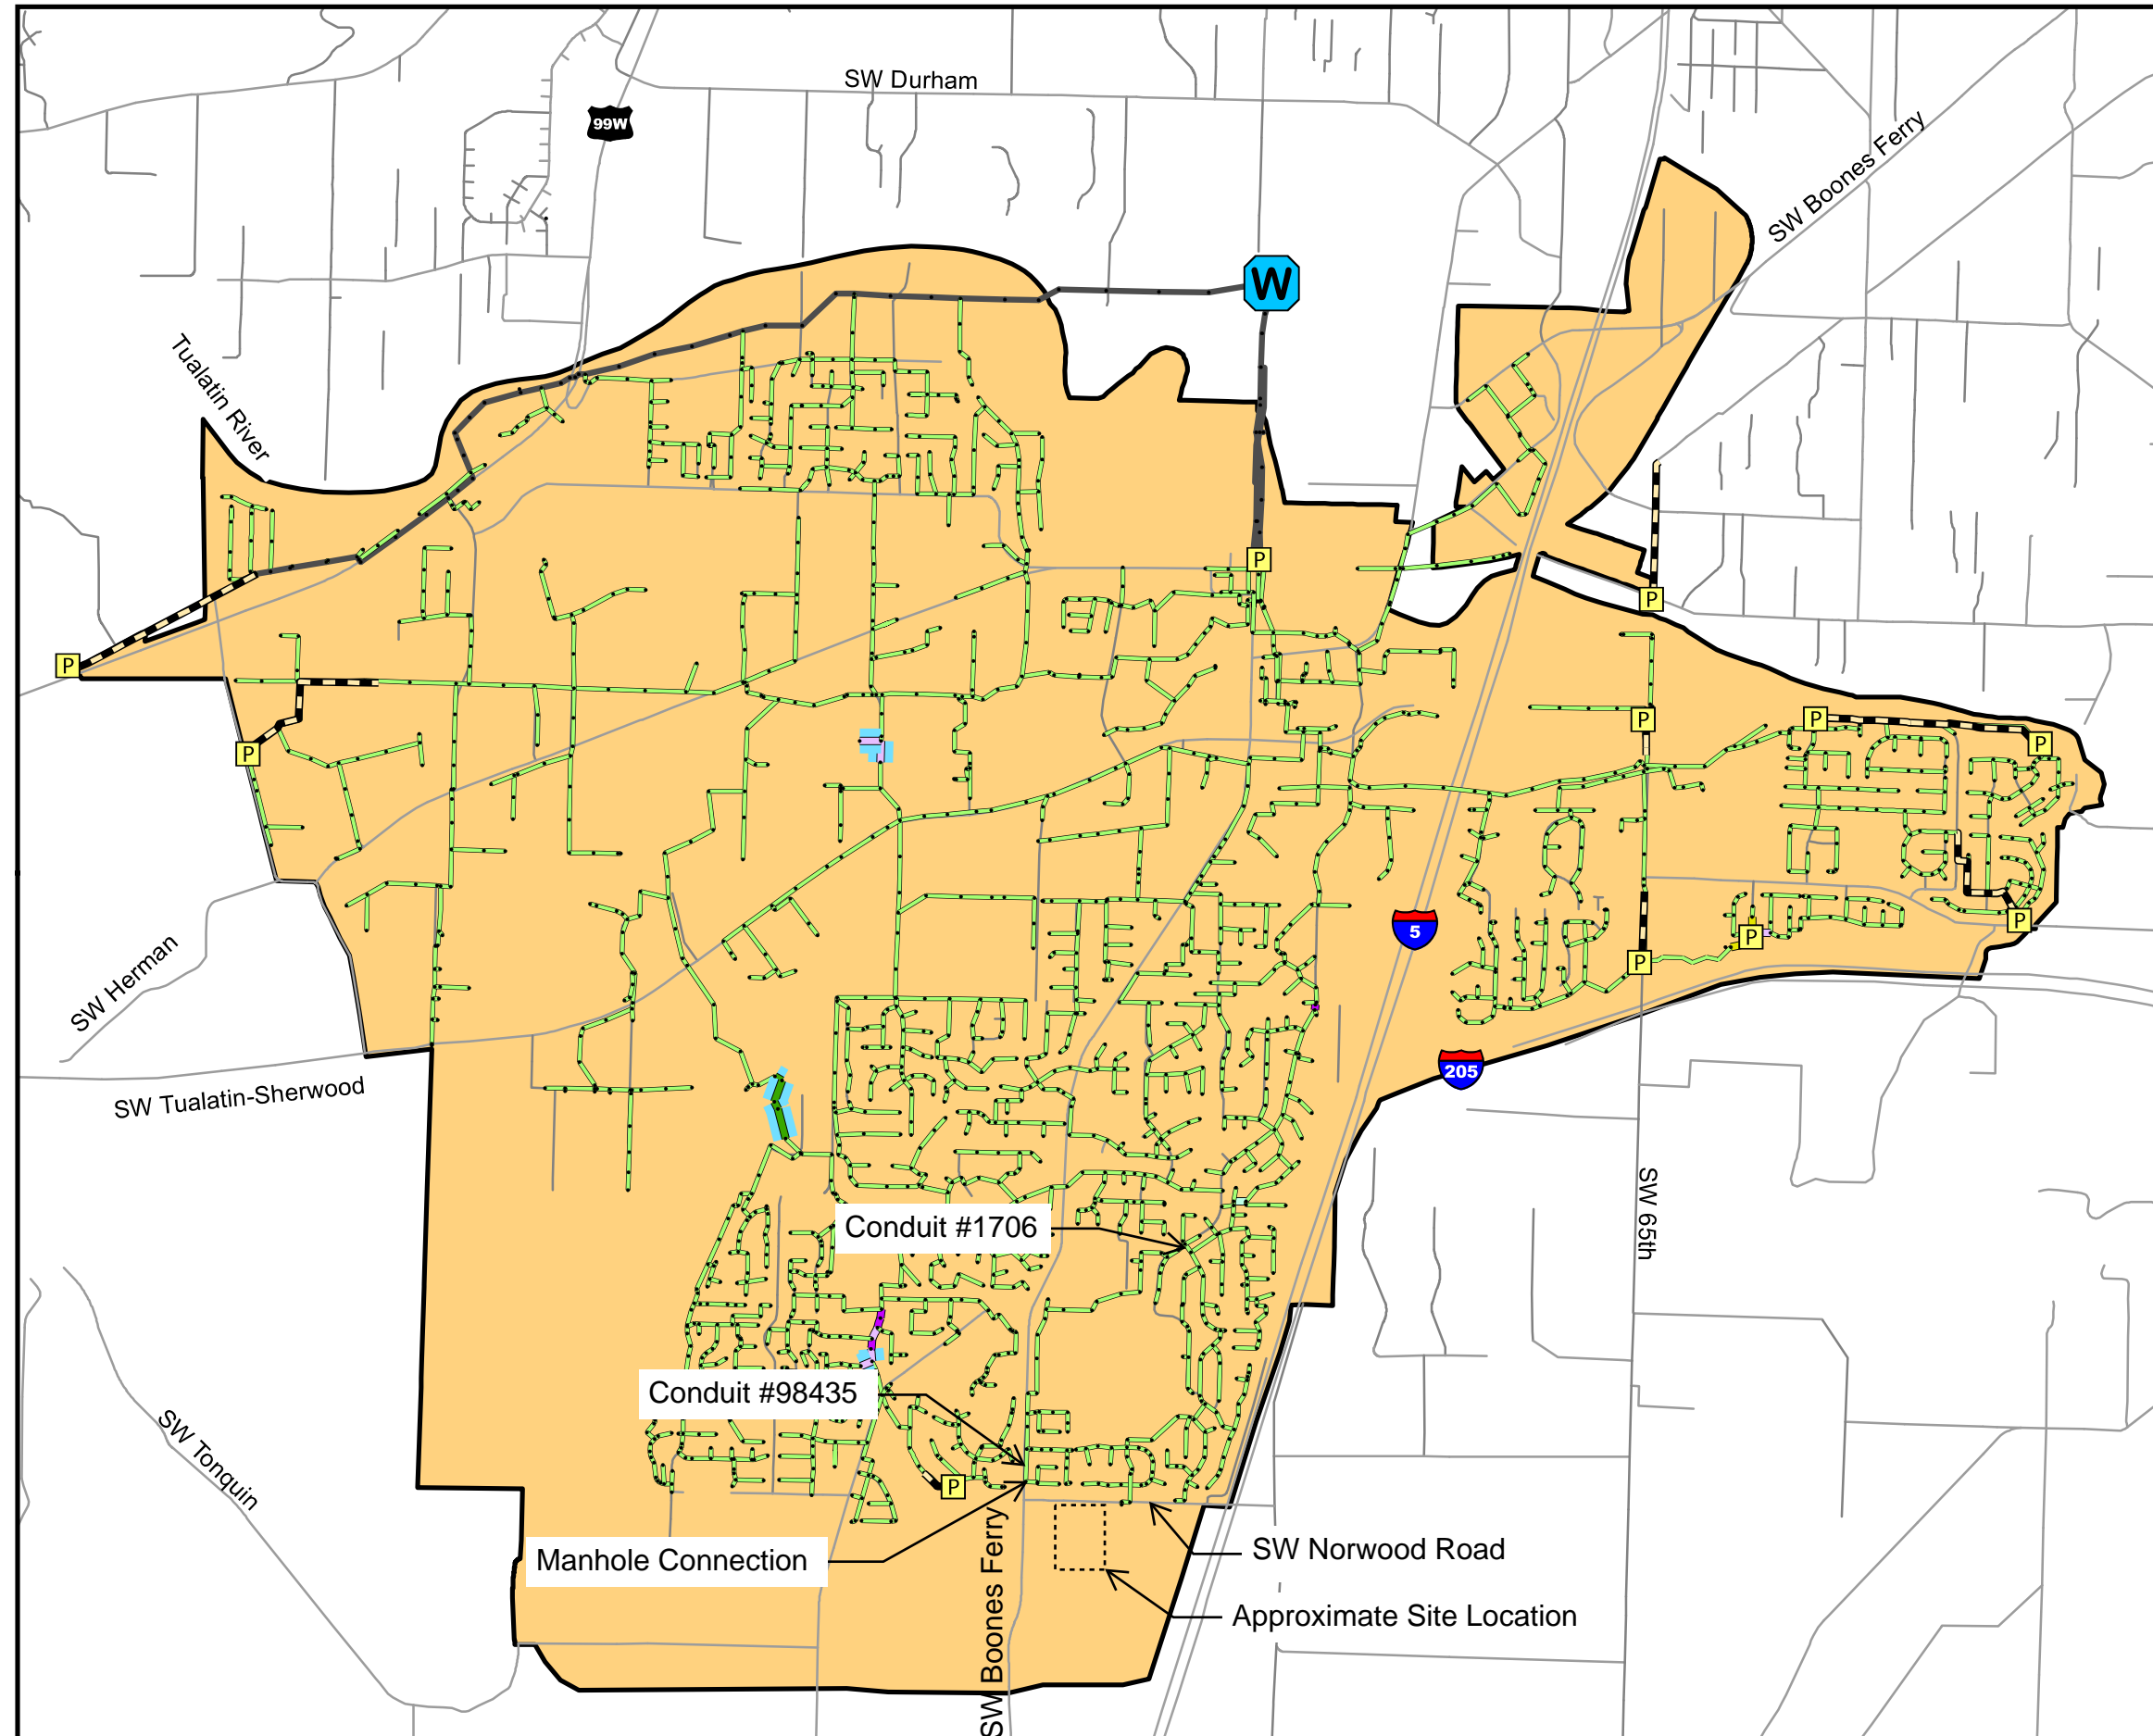 SW Durham
99W
SW Boones Ferry
W
Tualatin River
P
P
P
P
P
P
P
P
5
P
P
P
SW Herman
205
SW Tualatin-Sherwood
SW 65th
Conduit #1706
Conduit #98435
SW Tonquin
P
SW Boones Ferry
Manhole Connection
SW Norwood Road
Approximate Site Location